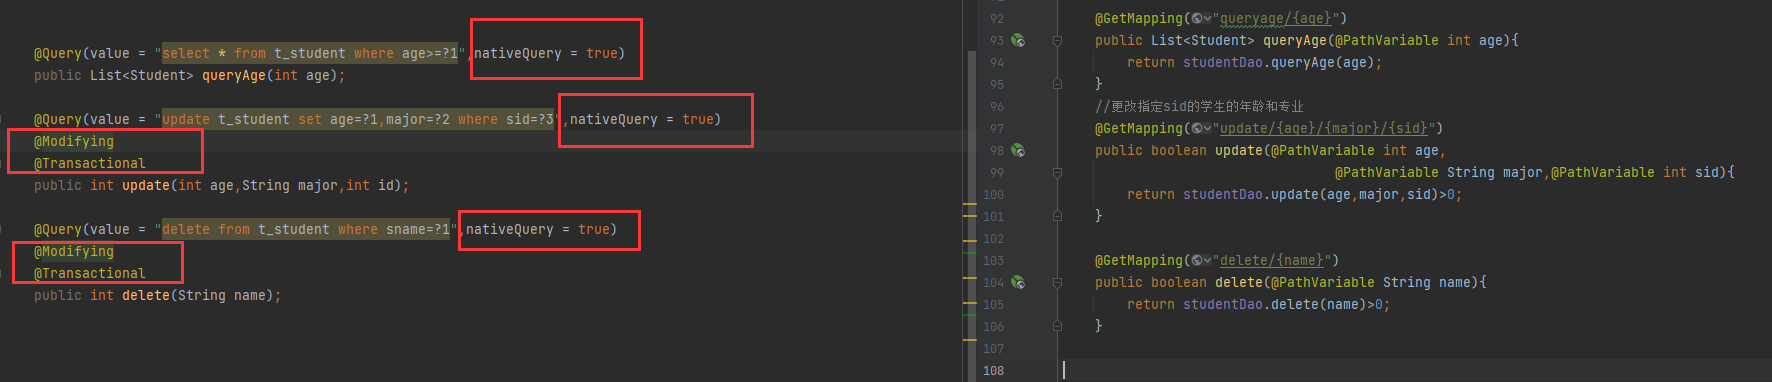 @Query(value = "select * from t_student where age>=?1",nativeQuery = true)
public List<Student> queryAge(int age);
@Query(value = "update t_student set age=?1,major=?2 where sid=?3",nativeQuery = true)
@Modifying
@Transactional
public int update(int age,String major,int id);
@Query(value = "delete from t_student where sname=?1",nativeQuery = true)
@Modifying
@Transactional
public int delete(String name);
92 @GetMapping("queryage/{age}")
93 public List<Student> queryAge(@PathVariable int age){
94 return studentDao.queryAge(age);
95 }
96 //更改指定sid的学生的年龄和专业
97 @GetMapping("update/{age}/{major}/{sid}")
98 public boolean update(@PathVariable int age,
99 @PathVariable String major,@PathVariable int sid){
100 return studentDao.update(age,major,sid)>0;
101 }
102
103 @GetMapping("delete/{name}")
104 public boolean delete(@PathVariable String name){
105 return studentDao.delete(name)>0;
106 }
107
108